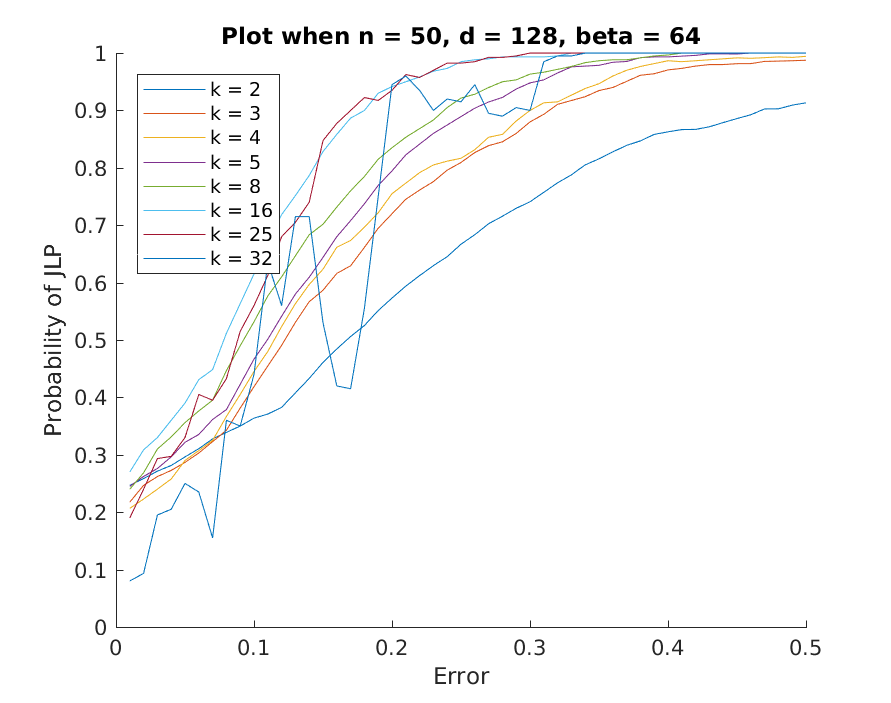 Plot when n = 50, d = 128, beta = 64
1
0.9
0.8
0.7
0.6
0.5
0.4
0.3
0.2
0.1
0
k = 2
k = 3
k = 4
k = 5
k = 8
k = 16
k = 25
k = 32
Probability of JLP
0
0.1
0.2
0.3
0.4
0.5
Error